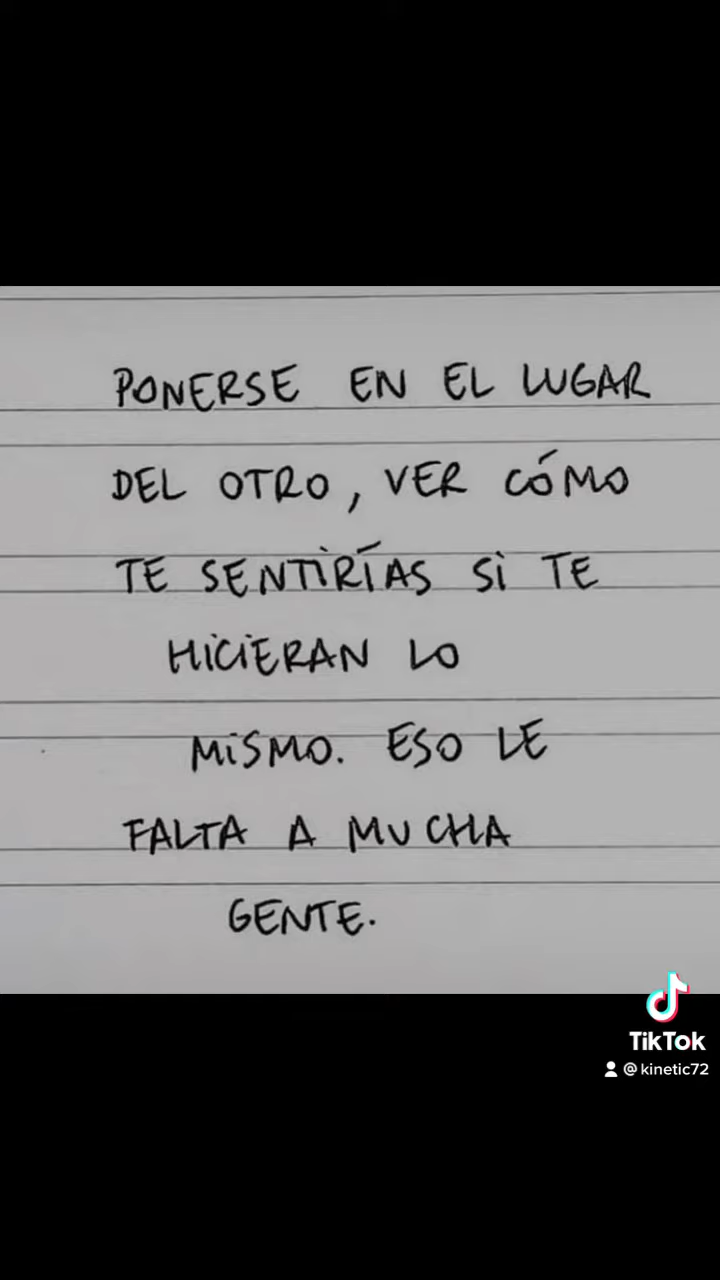 PONERSE EN EL LUGAR
DEL OTRO, VER CÓMO
TE SENTIRÍAS SI TE
HICIERAN LO
MISMO. ESO LE
FALTA A MUCHA
GENTE.
TikTok
@kinetic72